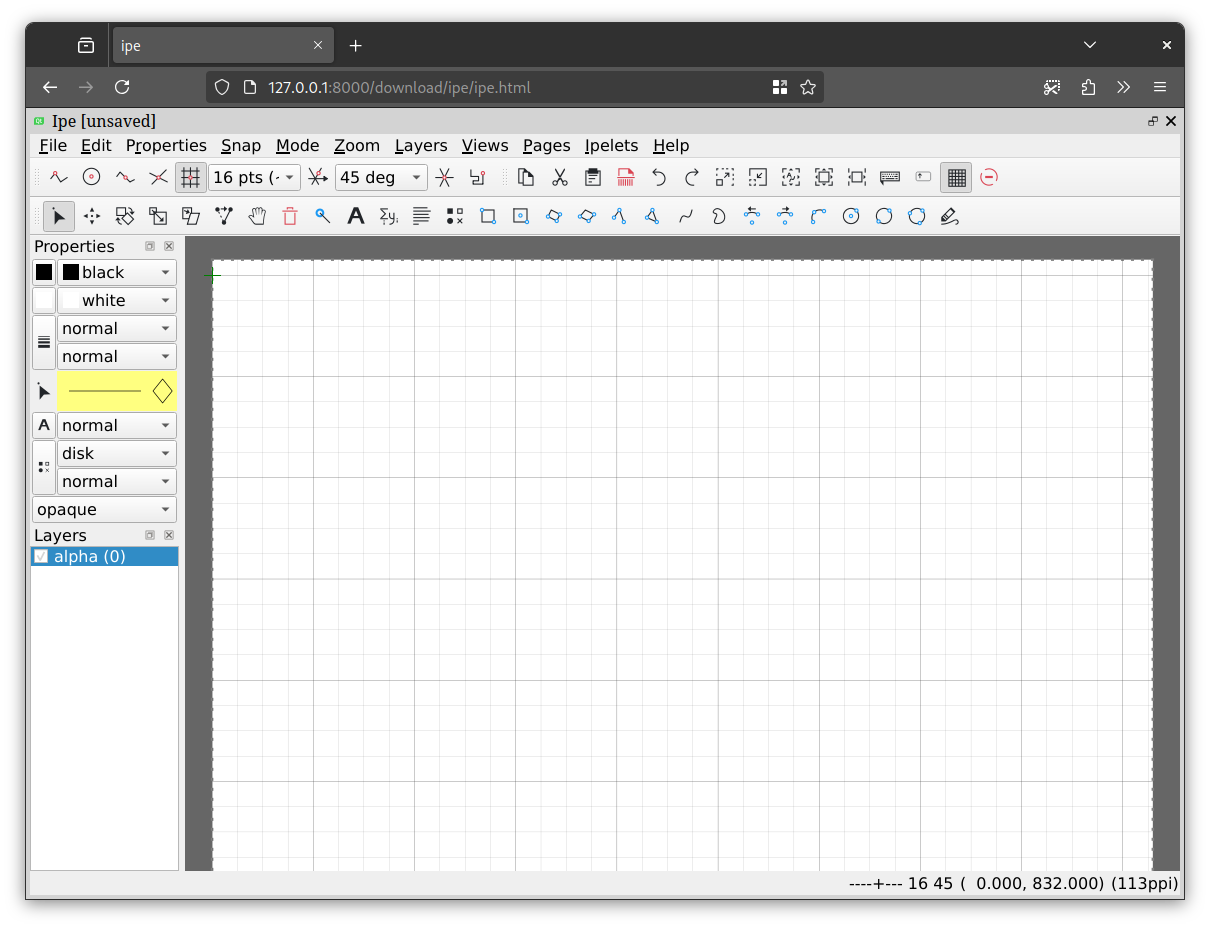 ipe
127.0.0.1:8000/download/ipe/ipe.html
Ipe [unsaved]
File Edit Properties Snap Mode Zoom Layers Views Pages Ipelets Help
16 pts (- 45 deg
A Σy,
Properties
black
white
normal
normal
A normal
disk
normal
opaque
Layers
alpha (0)
----+--- 16 45 ( 0.000, 832.000) (113ppi)